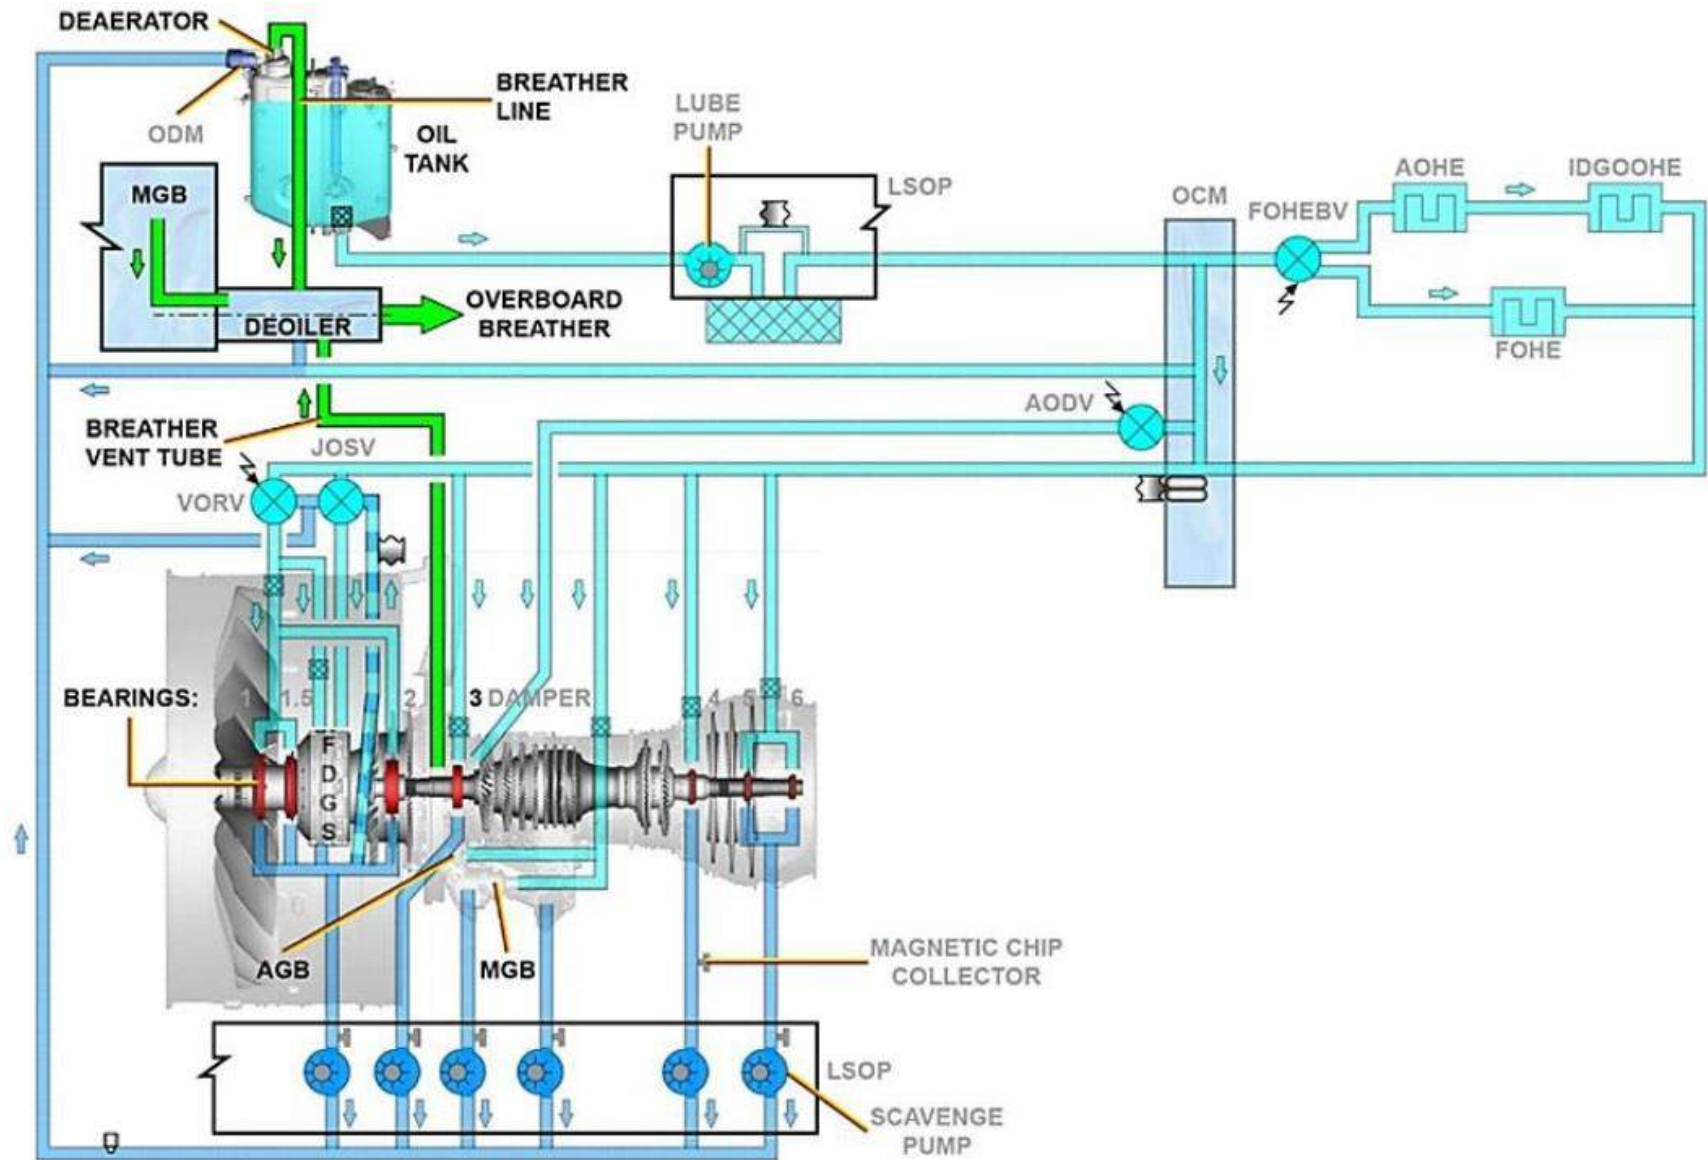 DEAERATOR
ODM
BREATHER
LINE
OIL
TANK
LUBE
PUMP
LSOP
OCM
AOHE
IDGOOHE
FOHEBV
FOHE
MGB
DEOILER
OVERBOARD
BREATHER
AODV
BREATHER
VENT TUBE
JOSV
VORV
BEARINGS:
1
1.5
2
3 DAMPER
4
5
6
F
D
G
S
AGB
MGB
MAGNETIC CHIP
COLLECTOR
LSOP
SCAVENGE
PUMP